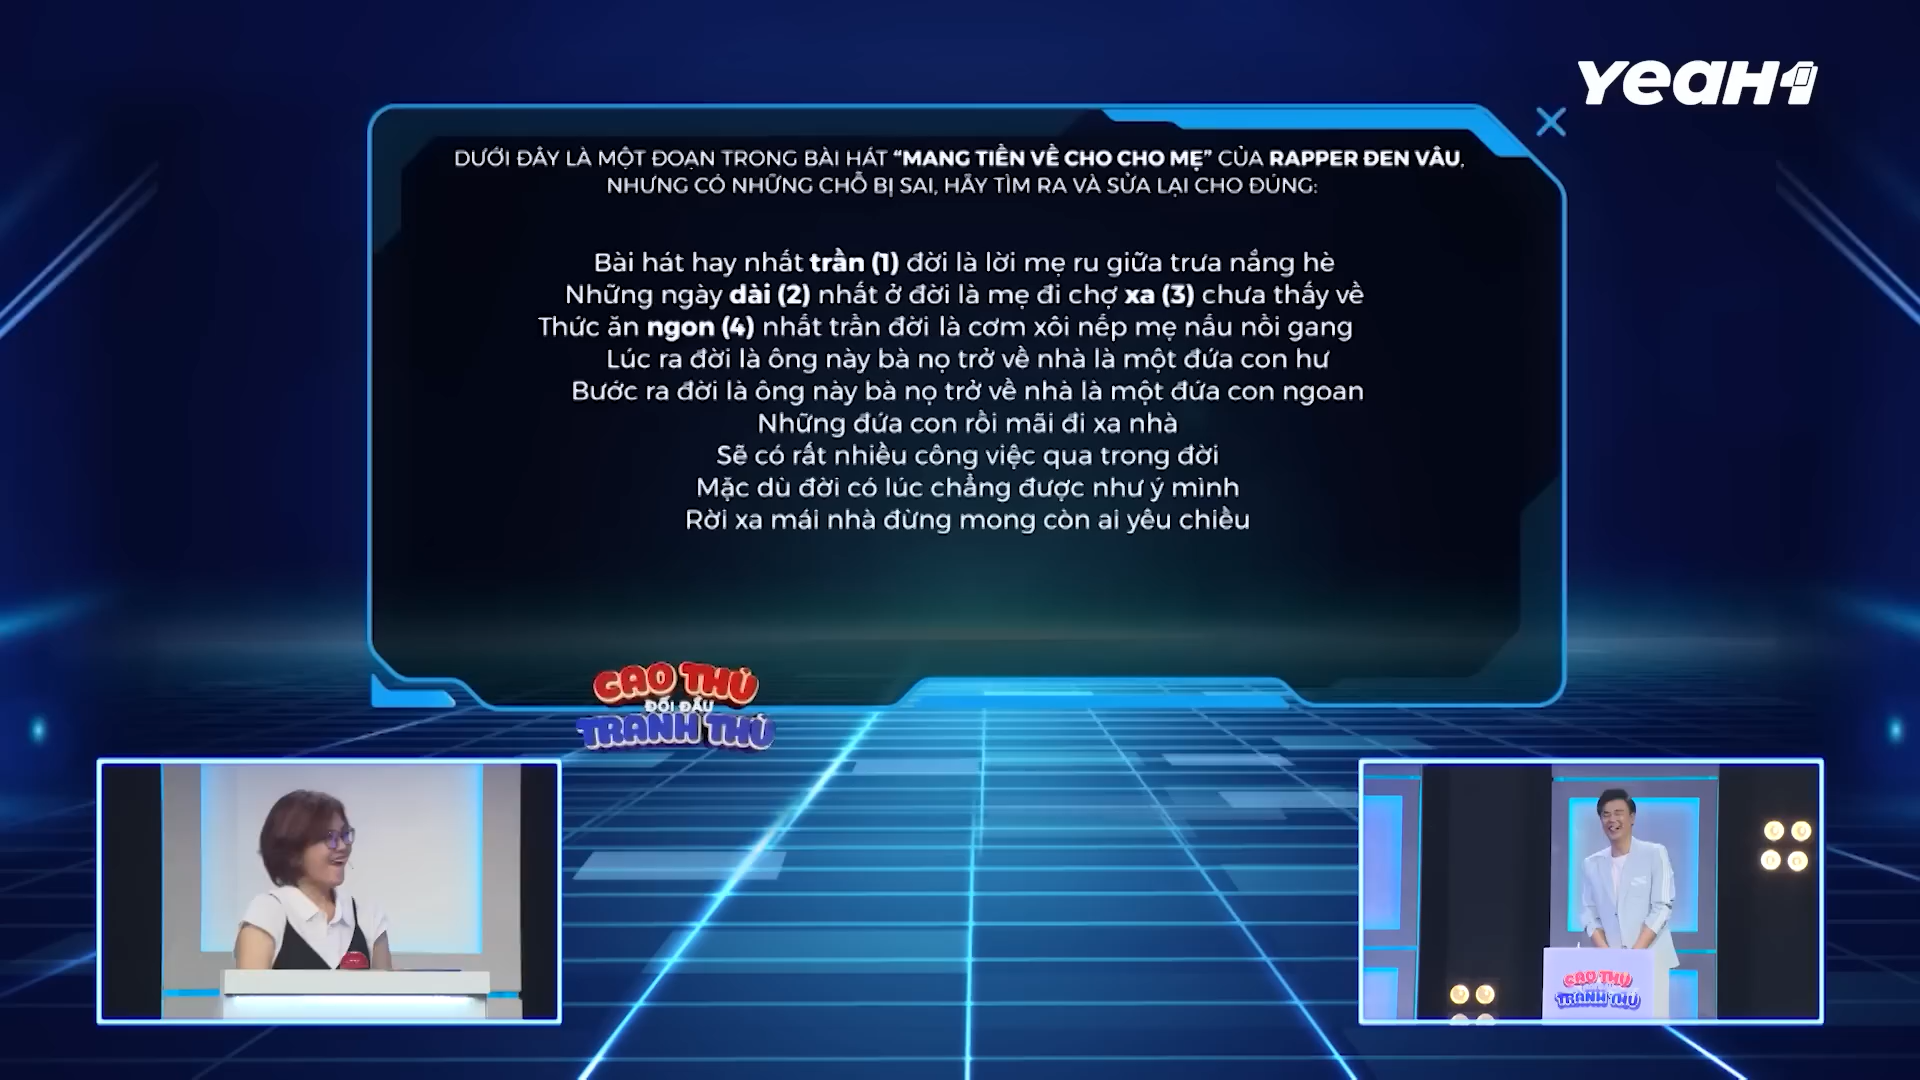 YEAH1
DƯỚI ĐÂY LÀ MỘT ĐOẠN TRONG BÀI HÁT “MANG TIỀN VỀ CHO CHO MẸ” CỦA RAPPER ĐEN VÂU,
NHƯNG CÓ NHỮNG CHỖ BỊ SAI, HÃY TÌM RA VÀ SỬA LẠI CHO ĐÚNG:
Bài hát hay nhất trần (1) đời là lời mẹ ru giữa trưa nắng hè
Những ngày dài (2) nhất ở đời là mẹ đi chợ xa (3) chưa thấy về
Thức ăn ngon (4) nhất trần đời là cơm xôi nếp mẹ nấu nồi gang
Lúc ra đời là ông này bà nọ trở về nhà là một đứa con hư
Bước ra đời là ông này bà nọ trở về nhà là một đứa con ngoan
Những đứa con rồi mãi đi xa nhà
Sẽ có rất nhiều công việc qua trong đời
Mặc dù đời có lúc chẳng được như ý mình
Rời xa mái nhà đừng mong còn ai yêu chiều
CAO THỦ
ĐỐI ĐẦU
TRANH THỦ
CAO THỦ
TRANH THỦ